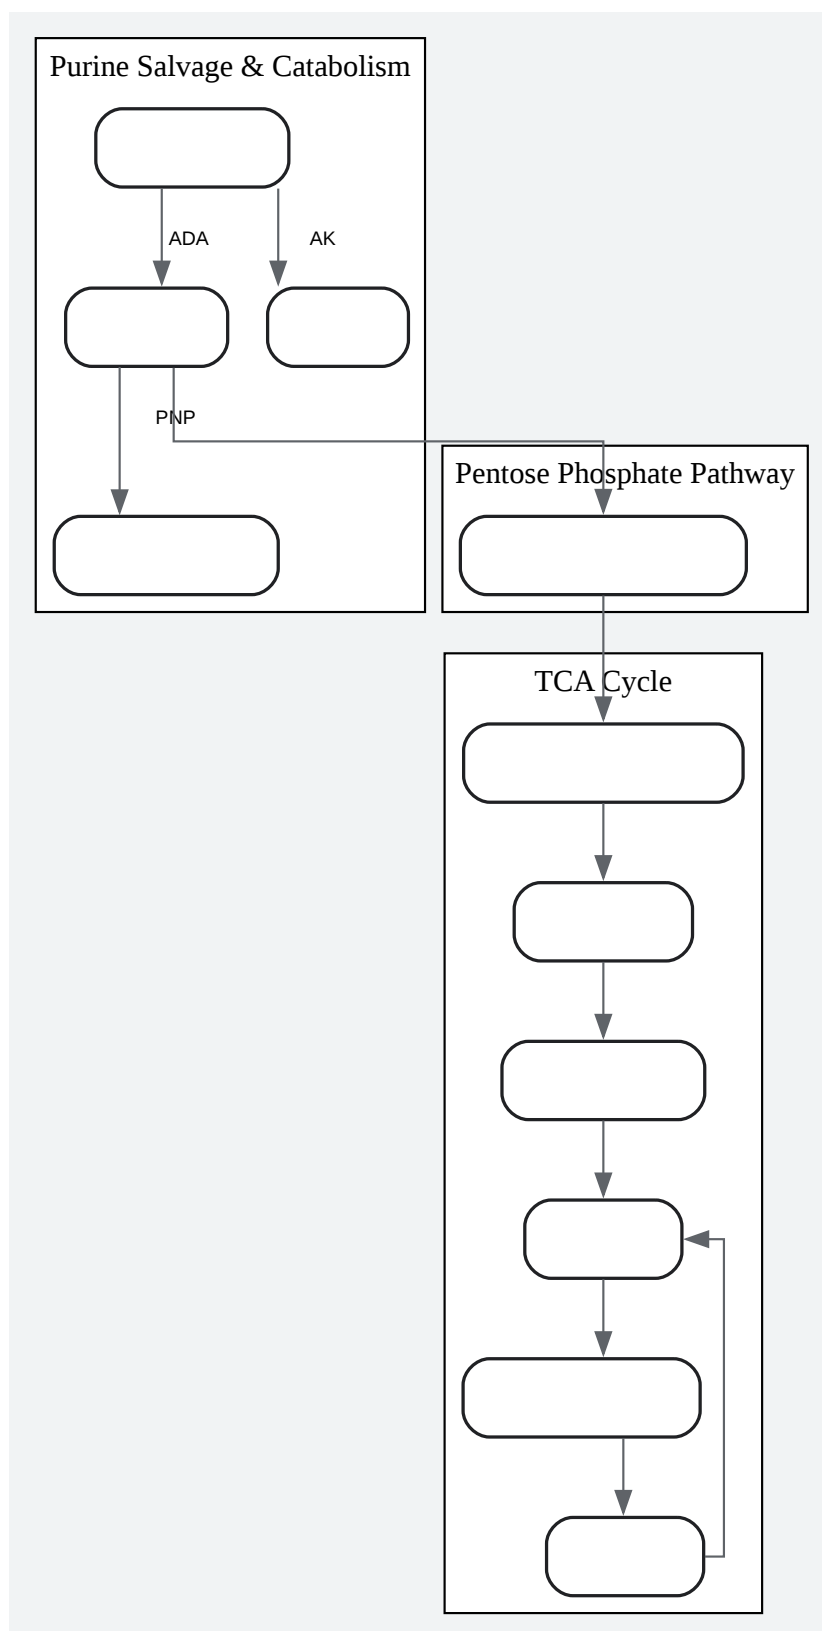 Purine Salvage & Catabolism
ADA
AK
PNP
Pentose Phosphate Pathway
TCA Cycle